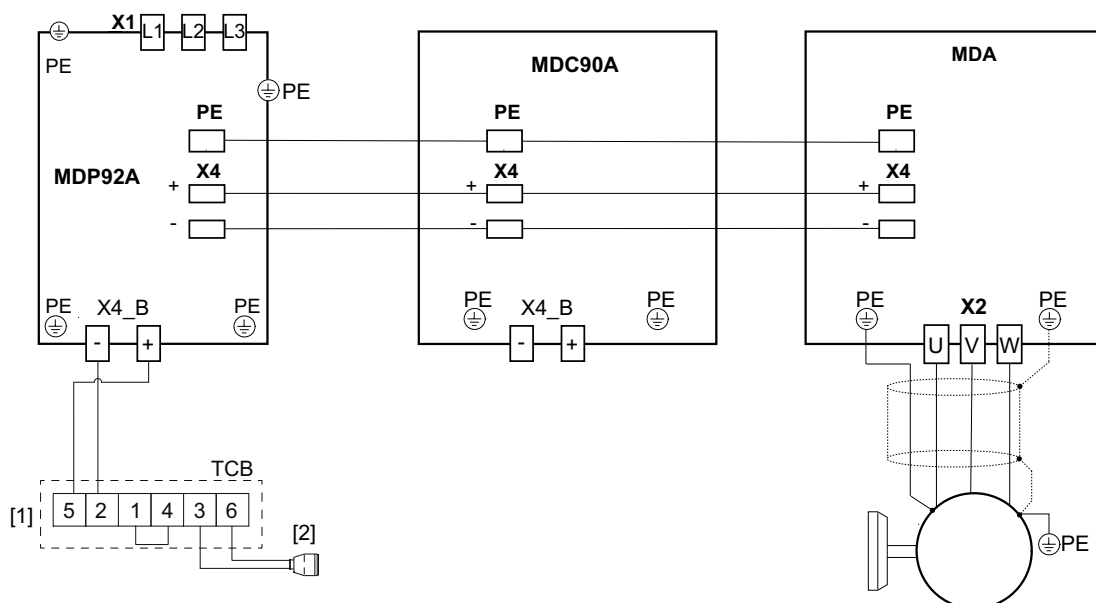 X1 L1 L2 L3
PE
PE
MDP92A
PE
X4
+
-
PE
X4_B
PE
- +
MDC90A
PE
X4
+
-
PE
X4_B
PE
- +
MDA
PE
X4
+
-
PE
X2
PE
U V W
PE
TCB
[1]
5 2 1 4 3 6
[2]